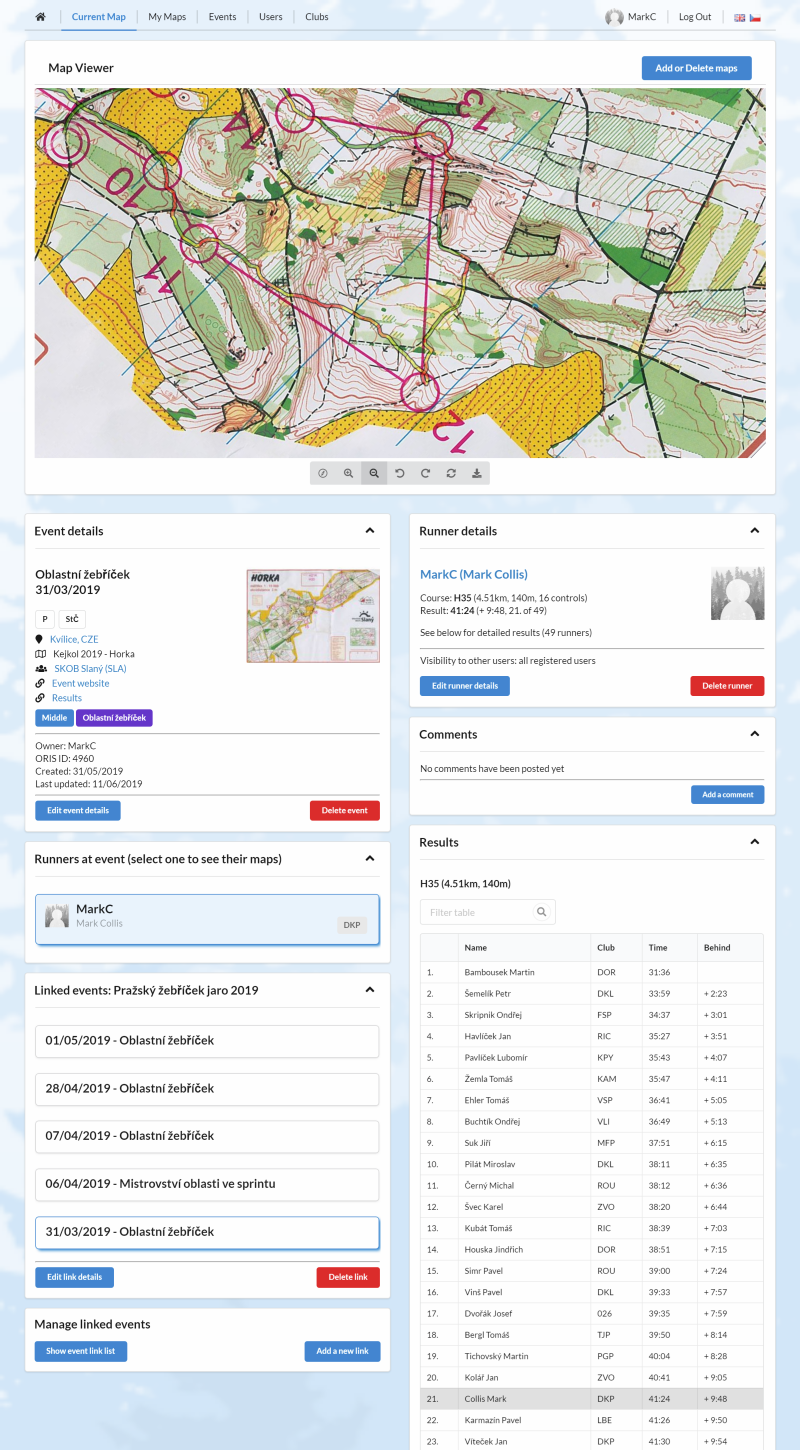 Current Map
My Maps
Events
Users
Clubs
MarkC
Log Out
Map Viewer
Add or Delete maps
14
13
10
11
12
Event details
Oblastní žebříček
31/03/2019
HORKA
P
StČ
Kvílice, CZE
Kejkol 2019 - Horka
SKOB Slaný (SLA)
Event website
Results
Middle
Oblastní žebříček
Owner: MarkC
ORIS ID: 4960
Created: 31/05/2019
Last updated: 11/06/2019
Edit event details
Delete event
Runners at event (select one to see their maps)
MarkC
Mark Collis
DKP
Linked events: Pražský žebříček jaro 2019
01/05/2019 - Oblastní žebříček
28/04/2019 - Oblastní žebříček
07/04/2019 - Oblastní žebříček
06/04/2019 - Mistrovství oblasti ve sprintu
31/03/2019 - Oblastní žebříček
Edit link details
Delete link
Manage linked events
Show event link list
Add a new link
Runner details
MarkC (Mark Collis)
Course: H35 (4.51km, 140m, 16 controls)
Result: 41:24 (+ 9:48, 21. of 49)
See below for detailed results (49 runners)
Visibility to other users: all registered users
Edit runner details
Delete runner
Comments
No comments have been posted yet
Add a comment
Results
H35 (4.51km, 140m)
Filter table
Name Club Time Behind
1. Bambousek Martin DOR 31:36
2. Šemelík Petr DKL 33:59 + 2:23
3. Skripnik Ondřej FSP 34:37 + 3:01
4. Havlíček Jan RIC 35:27 + 3:51
5. Pavlíček Lubomír KPY 35:43 + 4:07
6. Žemla Tomáš KAM 35:47 + 4:11
7. Ehler Tomáš VSP 36:41 + 5:05
8. Buchtík Ondřej VLI 36:49 + 5:13
9. Suk Jiří MFP 37:51 + 6:15
10. Pilát Miroslav DKL 38:11 + 6:35
11. Černý Michal ROU 38:12 + 6:36
12. Švec Karel ZVO 38:20 + 6:44
13. Kubát Tomáš RIC 38:39 + 7:03
14. Houska Jindřich DOR 38:51 + 7:15
15. Simr Pavel ROU 39:00 + 7:24
16. Vinš Pavel DKL 39:33 + 7:57
17. Dvořák Josef 026 39:35 + 7:59
18. Bergl Tomáš TJP 39:50 + 8:14
19. Tichovský Martin PGP 40:04 + 8:28
20. Kolář Jan ZVO 40:41 + 9:05
21. Collis Mark DKP 41:24 + 9:48
22. Karmazín Pavel LBE 41:26 + 9:50
23. Víteček Jan DKP 41:30 + 9:54